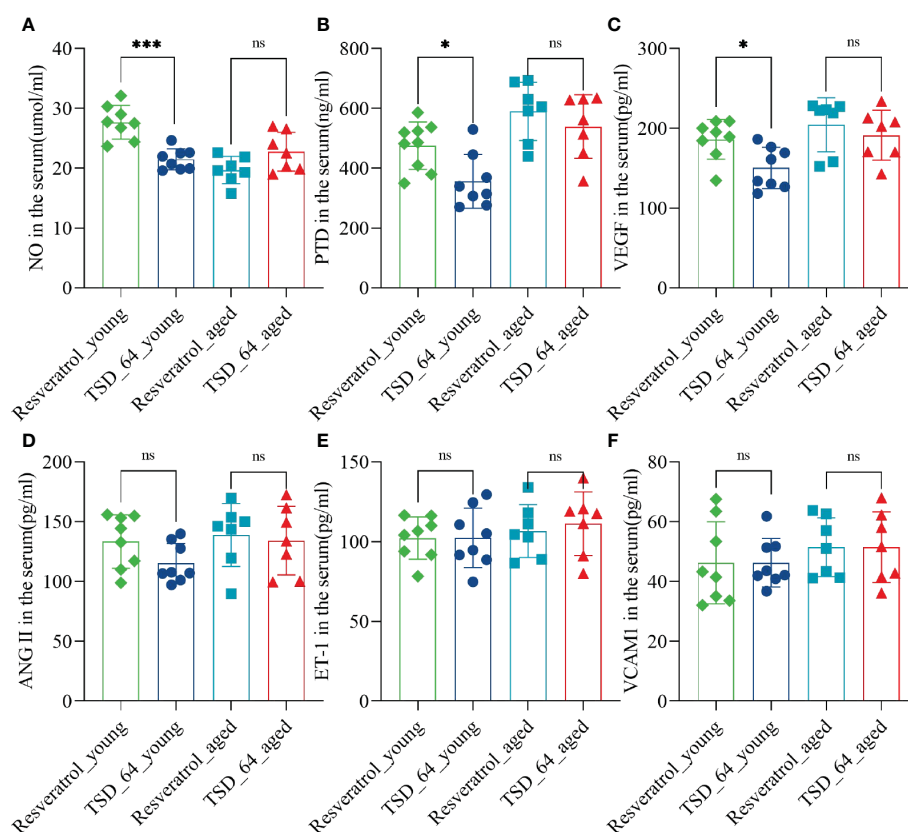 A
NO in the serum(umol/ml)
40
30
20
10
0
***
ns
Resveratrol_young
TSD_64_young
Resveratrol_aged
TSD_64_aged
B
PTD in the serum(ng/ml)
800
600
400
200
0
*
ns
Resveratrol_young
TSD_64_young
Resveratrol_aged
TSD_64_aged
C
VEGF in the serum(pg/ml)
300
200
100
0
*
ns
Resveratrol_young
TSD_64_young
Resveratrol_aged
TSD_64_aged
D
ANG II in the serum(pg/ml)
200
150
100
50
0
ns
ns
Resveratrol_young
TSD_64_young
Resveratrol_aged
TSD_64_aged
E
ET-1 in the serum(pg/ml)
150
100
50
0
ns
ns
Resveratrol_young
TSD_64_young
Resveratrol_aged
TSD_64_aged
F
VCAM1 in the serum(pg/ml)
80
60
40
20
0
ns
ns
Resveratrol_young
TSD_64_young
Resveratrol_aged
TSD_64_aged